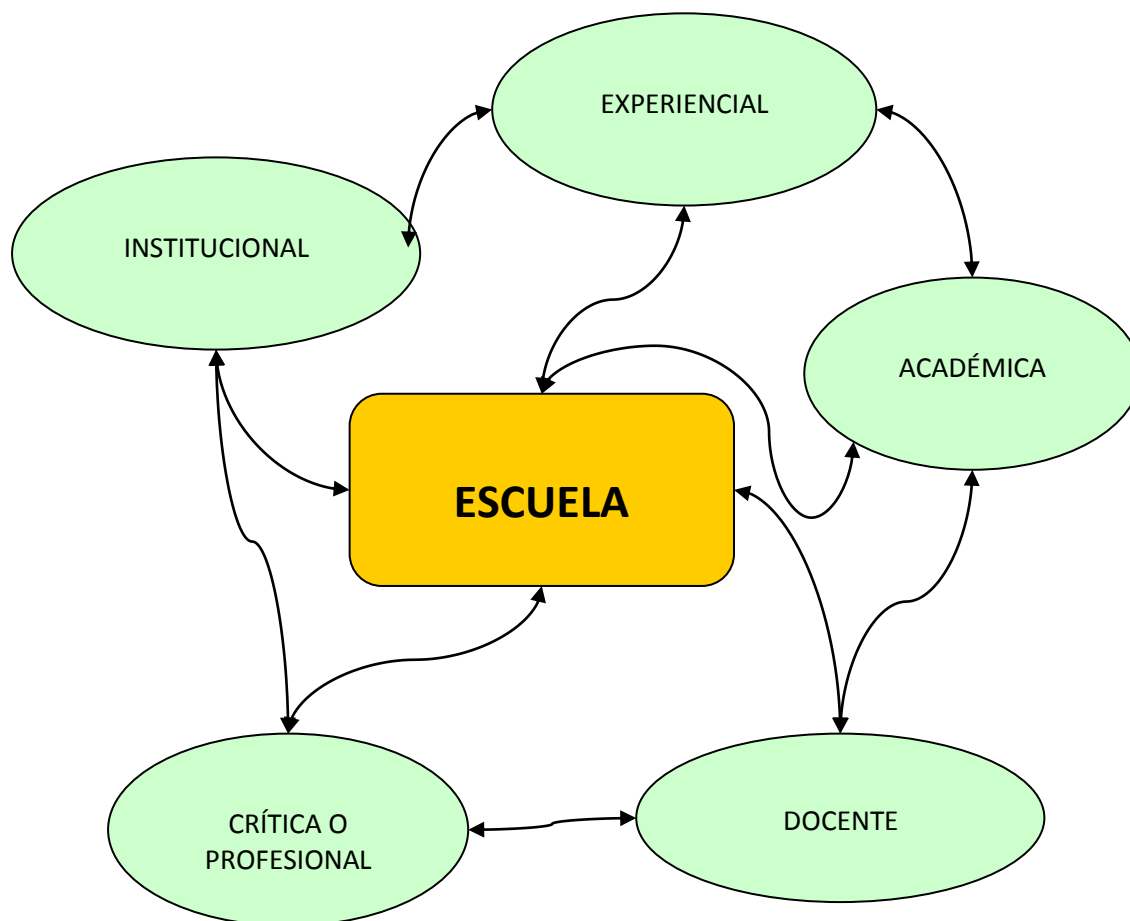 EXPERIENCIAL
INSTITUCIONAL
ACADÉMICA
ESCUELA
CRÍTICA O
PROFESIONAL
DOCENTE